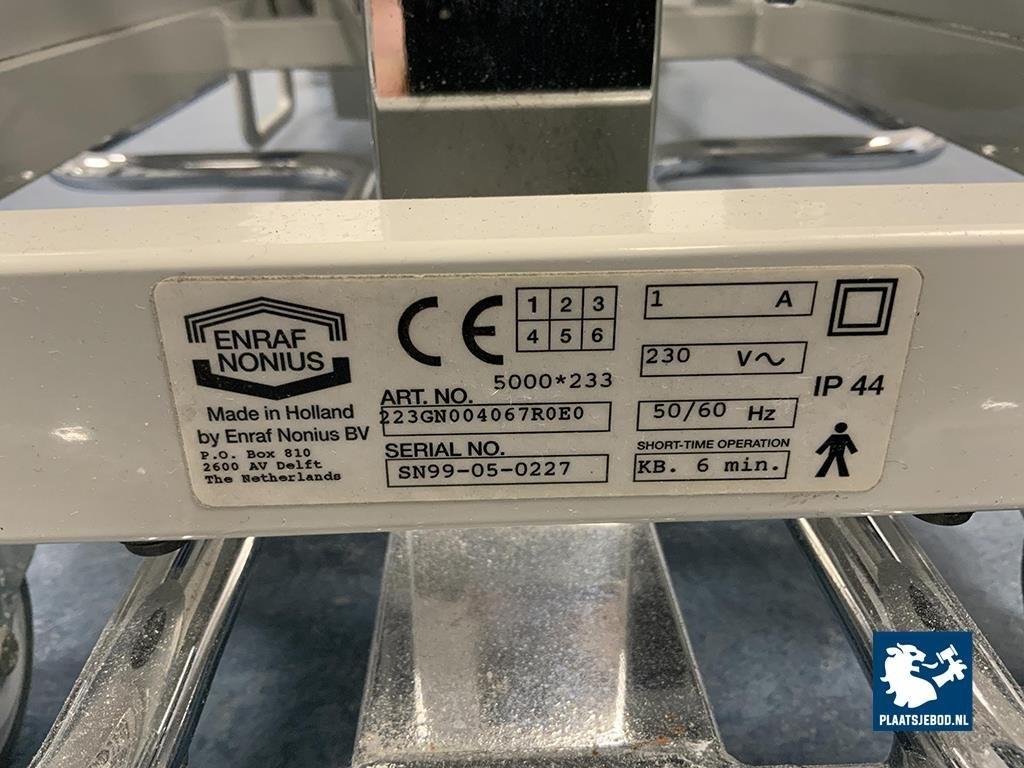 ENRAF
NONIUS
Made in Holland
by Enraf Nonius BV
P.O. Box 810
2600 AV Delft
The Netherlands
CE
1 2 3
4 5 6
5000*233
ART. NO.
223GN004067R0E0
SERIAL NO.
SN99-05-0227
1 A
230 V~
50/60 Hz
SHORT-TIME OPERATION
KB. 6 min.
IP 44
PLAATSJEBOD.NL